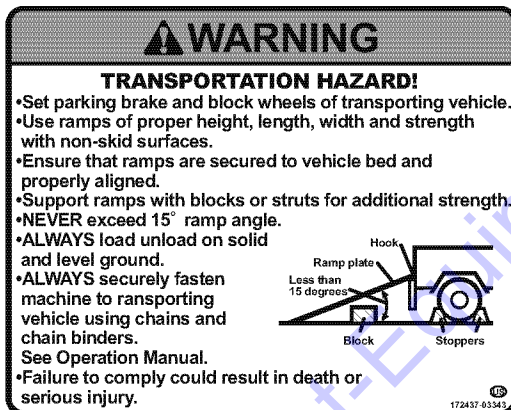 WARNING
TRANSPORTATION HAZARD!
•Set parking brake and block wheels of transporting vehicle.
•Use ramps of proper height, length, width and strength
with non-skid surfaces.
•Ensure that ramps are secured to vehicle bed and
properly aligned.
•Support ramps with blocks or struts for additional strength.
•NEVER exceed 15° ramp angle.
•ALWAYS load unload on solid
and level ground.
•ALWAYS securely fasten
machine to ransporting
vehicle using chains and
chain binders.
See Operation Manual.
•Failure to comply could result in death or
serious injury.
Hook
Ramp plate
Less than
15 degrees
Block
Stoppers
US
172437-03343